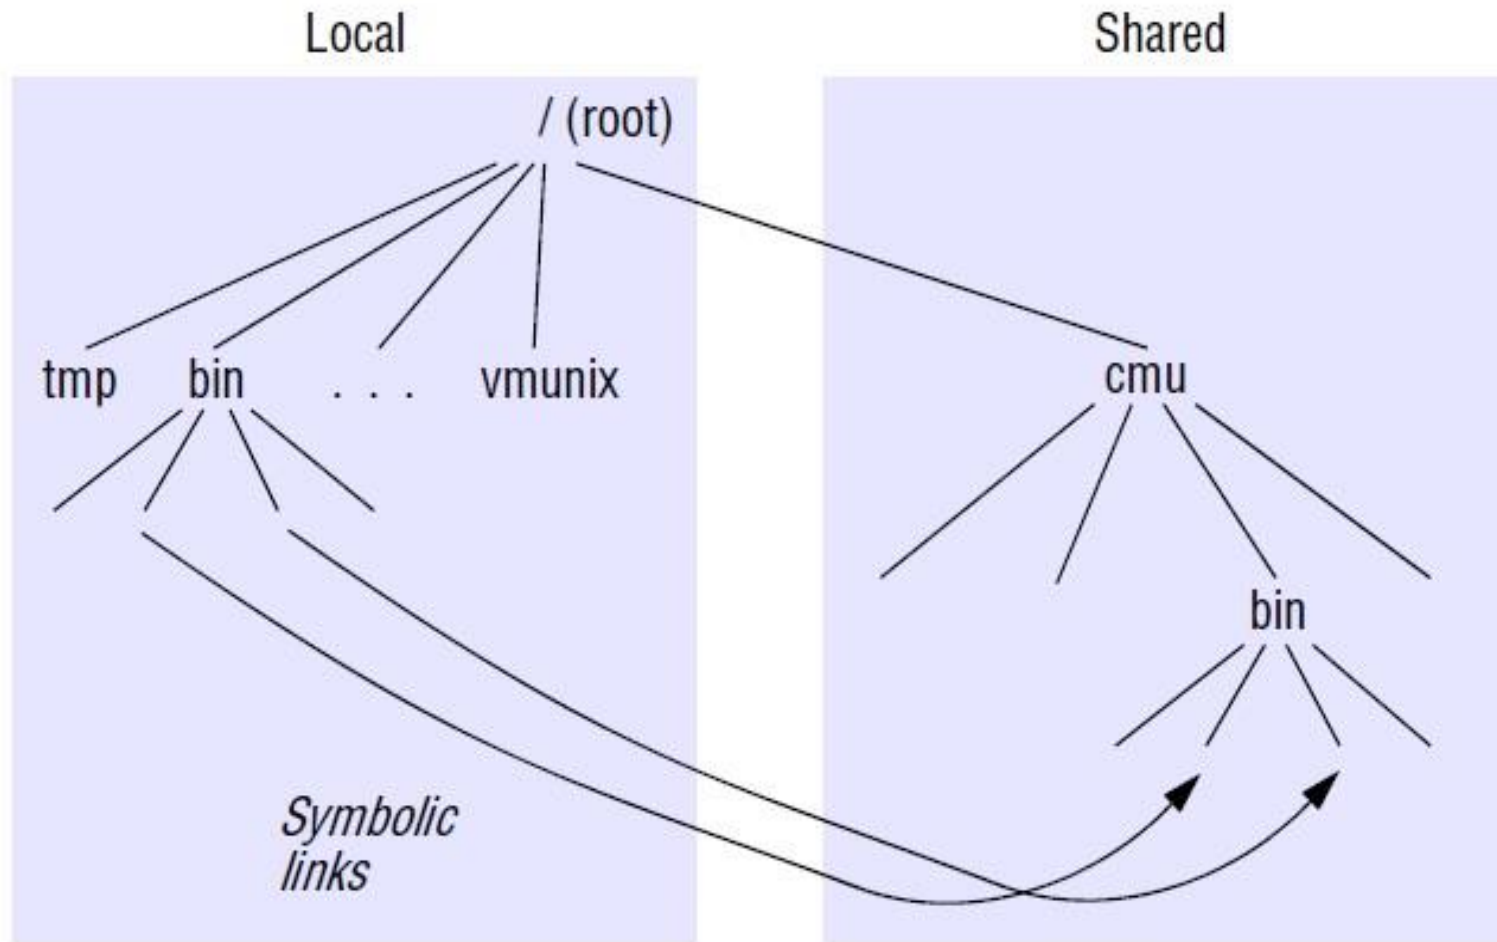 Local
Shared
/ (root)
tmp
bin
. . .
vmunix
cmu
bin
Symbolic
links